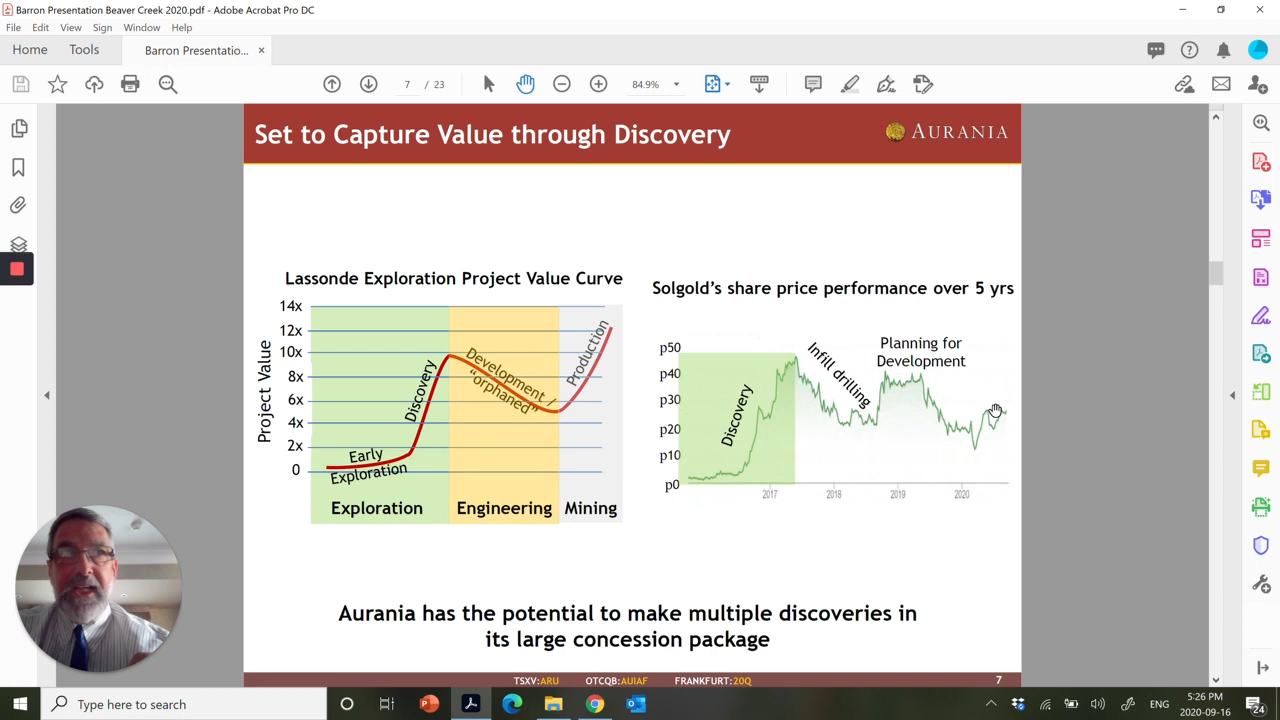 Barron Presentation Beaver Creek 2020.pdf - Adobe Acrobat Pro DC
File Edit View Sign Window Help
Home Tools Barron Presentatio... ×
7 / 23 84.9%
Set to Capture Value through Discovery
AURANIA
Lassonde Exploration Project Value Curve
Project Value
14x
12x
10x
8x
6x
4x
2x
0
Early
Exploration
Discovery
Development /
"orphaned"
Production
Exploration
Engineering
Mining
Solgold's share price performance over 5 yrs
p50
p40
p30
p20
p10
p0
Discovery
Infill drilling
Planning for
Development
2017 2018 2019 2020
Aurania has the potential to make multiple discoveries in
its large concession package
TSXV:ARU OTCQB:AUIAF FRANKFURT:20Q 7
Type here to search
ENG
5:26 PM
2020-09-16
24